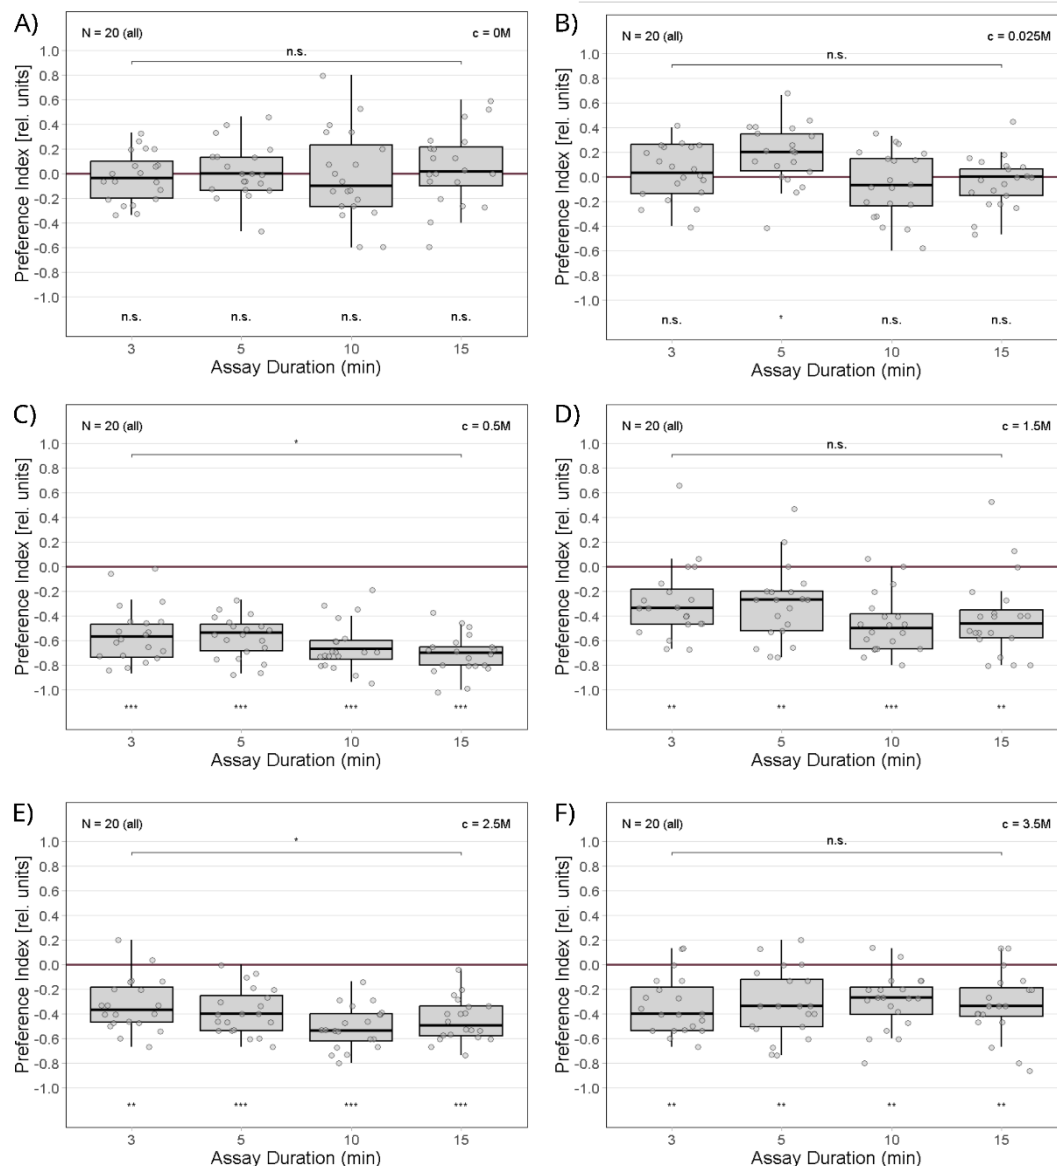 A)
N = 20 (all)
c = 0M
n.s.
1.0
0.8
0.6
0.4
0.2
0.0
-0.2
-0.4
-0.6
-0.8
-1.0
Preference Index [rel. units]
n.s. n.s. n.s. n.s.
3 5 10 15
Assay Duration (min)
B)
N = 20 (all)
c = 0.025M
n.s.
1.0
0.8
0.6
0.4
0.2
0.0
-0.2
-0.4
-0.6
-0.8
-1.0
Preference Index [rel. units]
n.s. * n.s. n.s.
3 5 10 15
Assay Duration (min)
C)
N = 20 (all)
c = 0.5M
*
1.0
0.8
0.6
0.4
0.2
0.0
-0.2
-0.4
-0.6
-0.8
-1.0
Preference Index [rel. units]
*** *** *** ***
3 5 10 15
Assay Duration (min)
D)
N = 20 (all)
c = 1.5M
n.s.
1.0
0.8
0.6
0.4
0.2
0.0
-0.2
-0.4
-0.6
-0.8
-1.0
Preference Index [rel. units]
** ** *** **
3 5 10 15
Assay Duration (min)
E)
N = 20 (all)
c = 2.5M
*
1.0
0.8
0.6
0.4
0.2
0.0
-0.2
-0.4
-0.6
-0.8
-1.0
Preference Index [rel. units]
** *** *** ***
3 5 10 15
Assay Duration (min)
F)
N = 20 (all)
c = 3.5M
n.s.
1.0
0.8
0.6
0.4
0.2
0.0
-0.2
-0.4
-0.6
-0.8
-1.0
Preference Index [rel. units]
** ** ** **
3 5 10 15
Assay Duration (min)